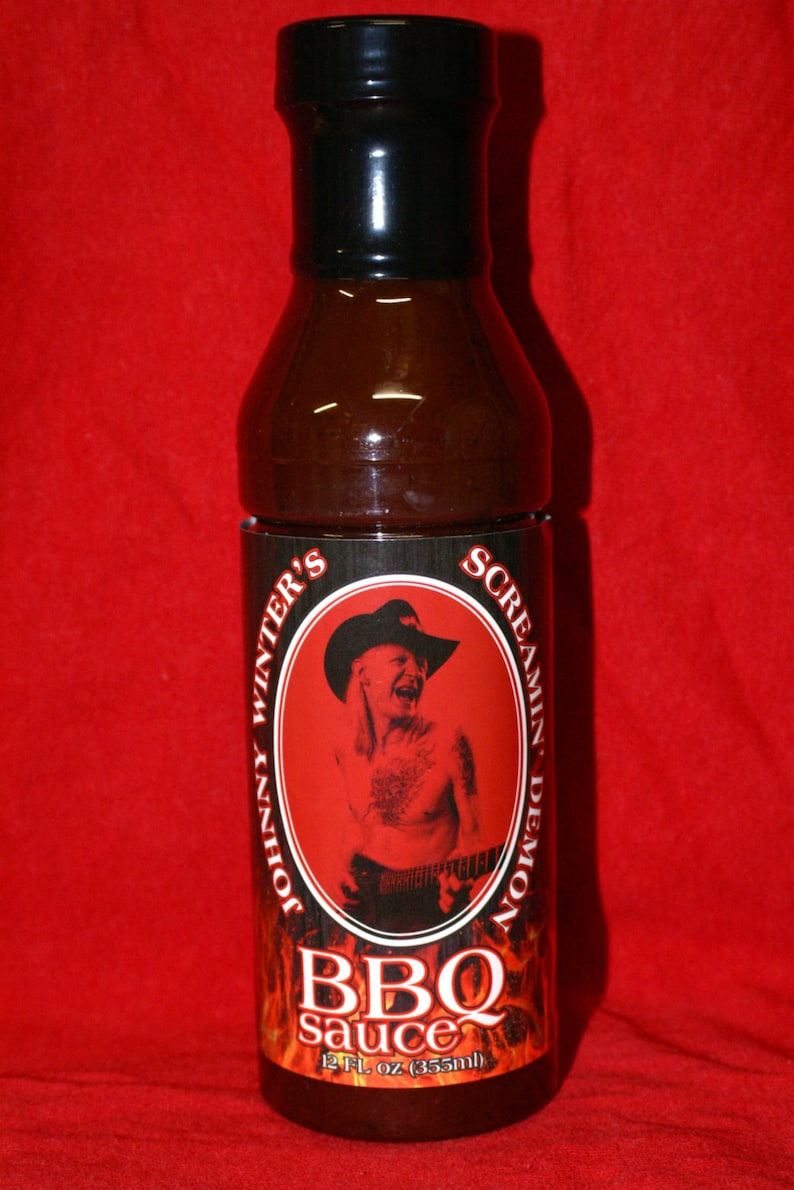 JOHNNY WINTER'S
SCREAMIN' DEMON
BBQ
sauce
12 FL OZ (355ml)